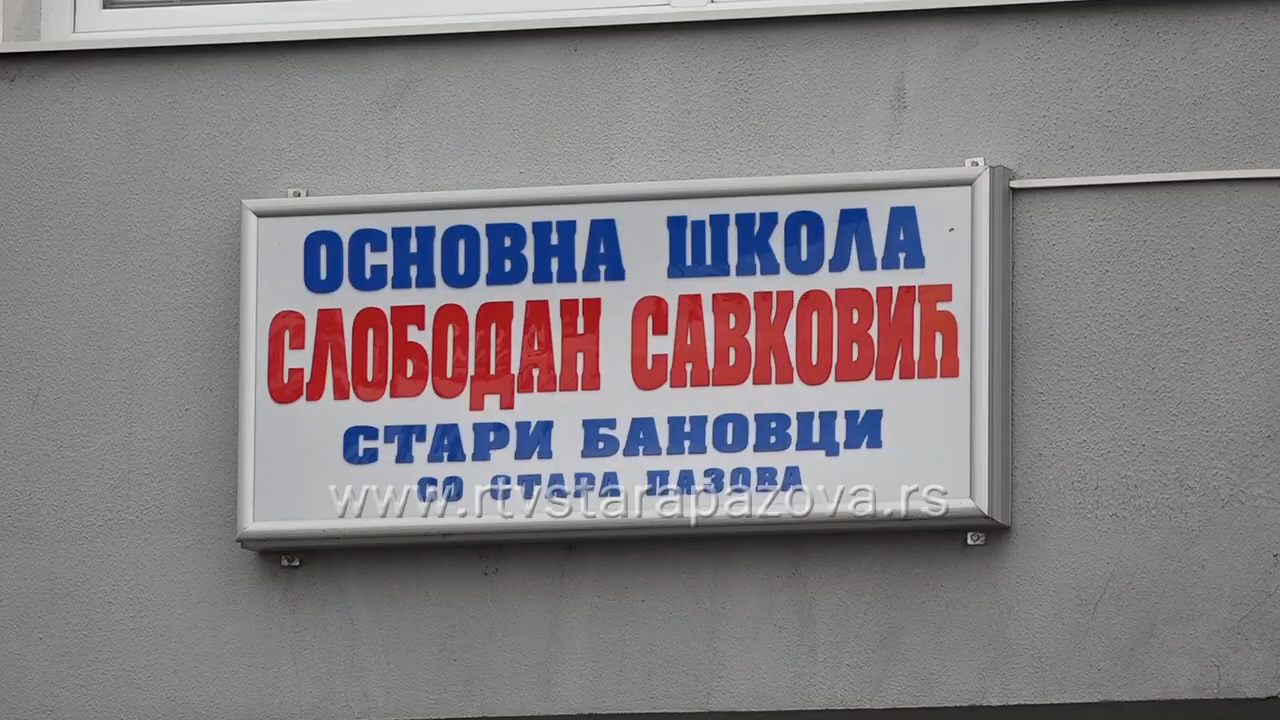 ОСНОВНА ШКОЛА
СЛОБОДАН САВКОВИЋ
СТАРИ БАНОВЦИ
СО СТАРА ПАЗОВА
www.rtvstarapazova.rs